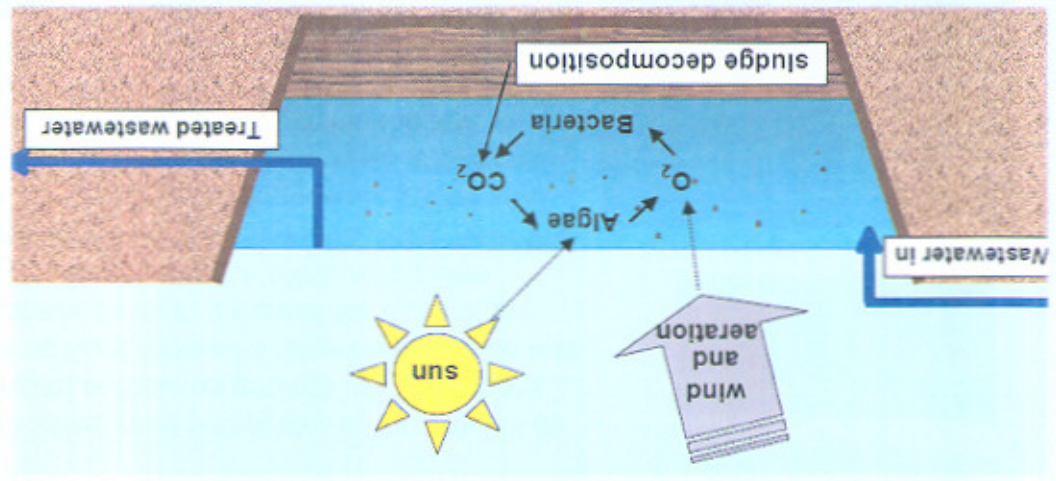 wind
and
aeration
sun
Wastewater in
Algae
O2
CO2
Bacteria
Treated wastewater
sludge decomposition